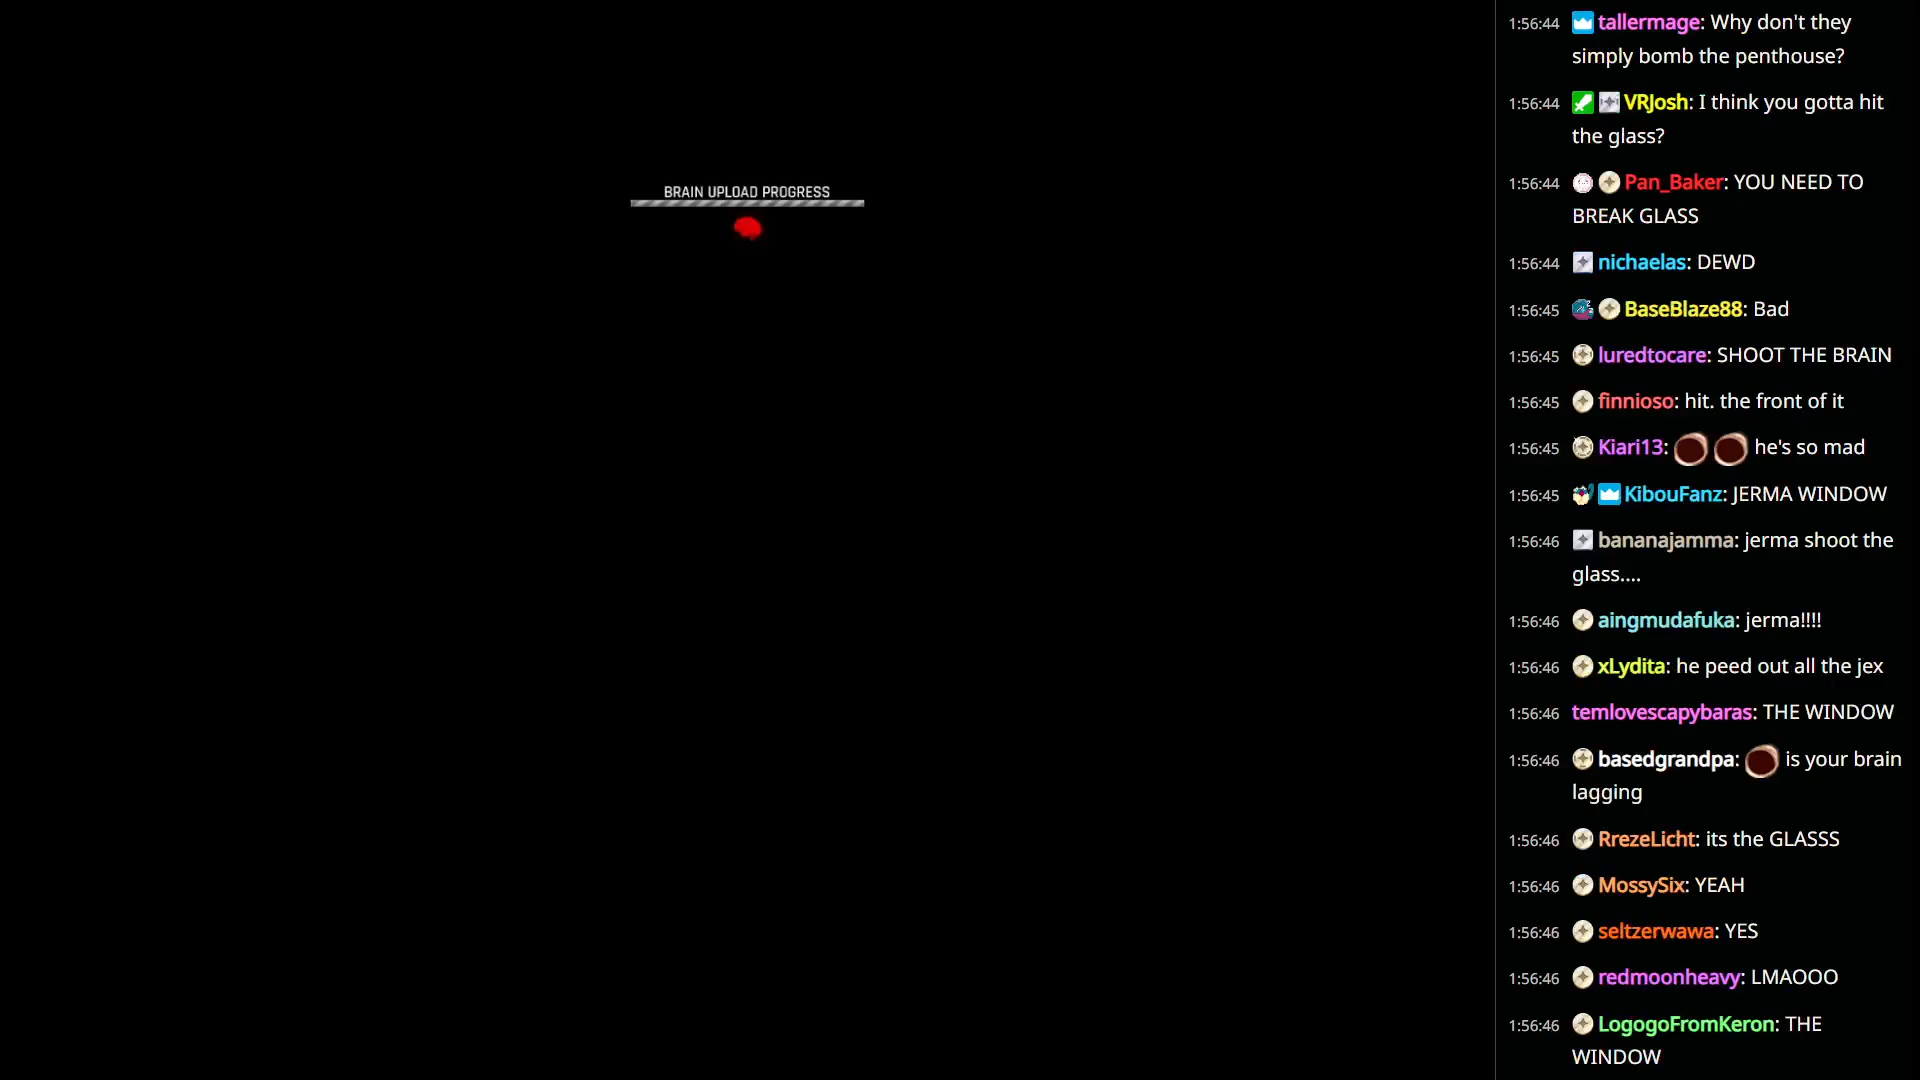 BRAIN UPLOAD PROGRESS
1:56:44 tallermage: Why don't they
simply bomb the penthouse?
1:56:44 VRJosh: I think you gotta hit
the glass?
1:56:44 Pan_Baker: YOU NEED TO
BREAK GLASS
1:56:44 nichaelas: DEWD
1:56:45 BaseBlaze88: Bad
1:56:45 luredtocare: SHOOT THE BRAIN
1:56:45 finnioso: hit. the front of it
1:56:45 Kiari13: he's so mad
1:56:45 KibouFanz: JERMA WINDOW
1:56:46 bananajamma: jerma shoot the
glass....
1:56:46 aingmudafuka: jerma!!!!
1:56:46 xLydita: he peed out all the jex
1:56:46 temlovescapybaras: THE WINDOW
1:56:46 basedgrandpa: is your brain
lagging
1:56:46 RrezeLicht: its the GLASSS
1:56:46 MossySix: YEAH
1:56:46 seltzerwawa: YES
1:56:46 redmoonheavy: LMAOOO
1:56:46 LogogoFromKeron: THE
WINDOW